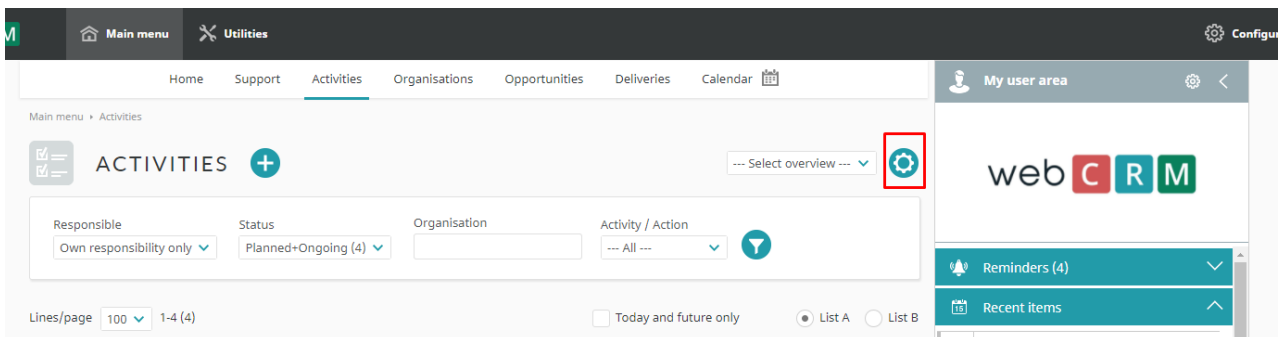 M Main menu Utilities Configur
Home Support Activities Organisations Opportunities Deliveries Calendar
My user area
Main menu › Activities
ACTIVITIES
--- Select overview ---
web C R M
Responsible Status Organisation Activity / Action
Own responsibility only Planned+Ongoing (4) --- All ---
Reminders (4)
15 Recent items
Lines/page 100 1-4 (4) Today and future only List A List B